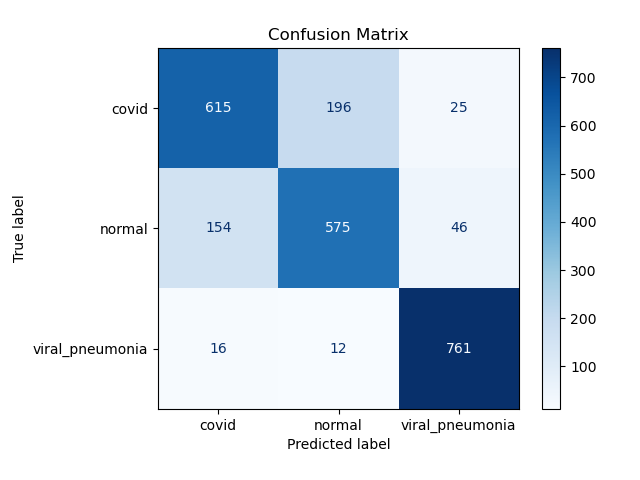 Confusion Matrix
True label
covid 615 196 25
normal 154 575 46
viral_pneumonia 16 12 761
covid normal viral_pneumonia
Predicted label
700
600
500
400
300
200
100